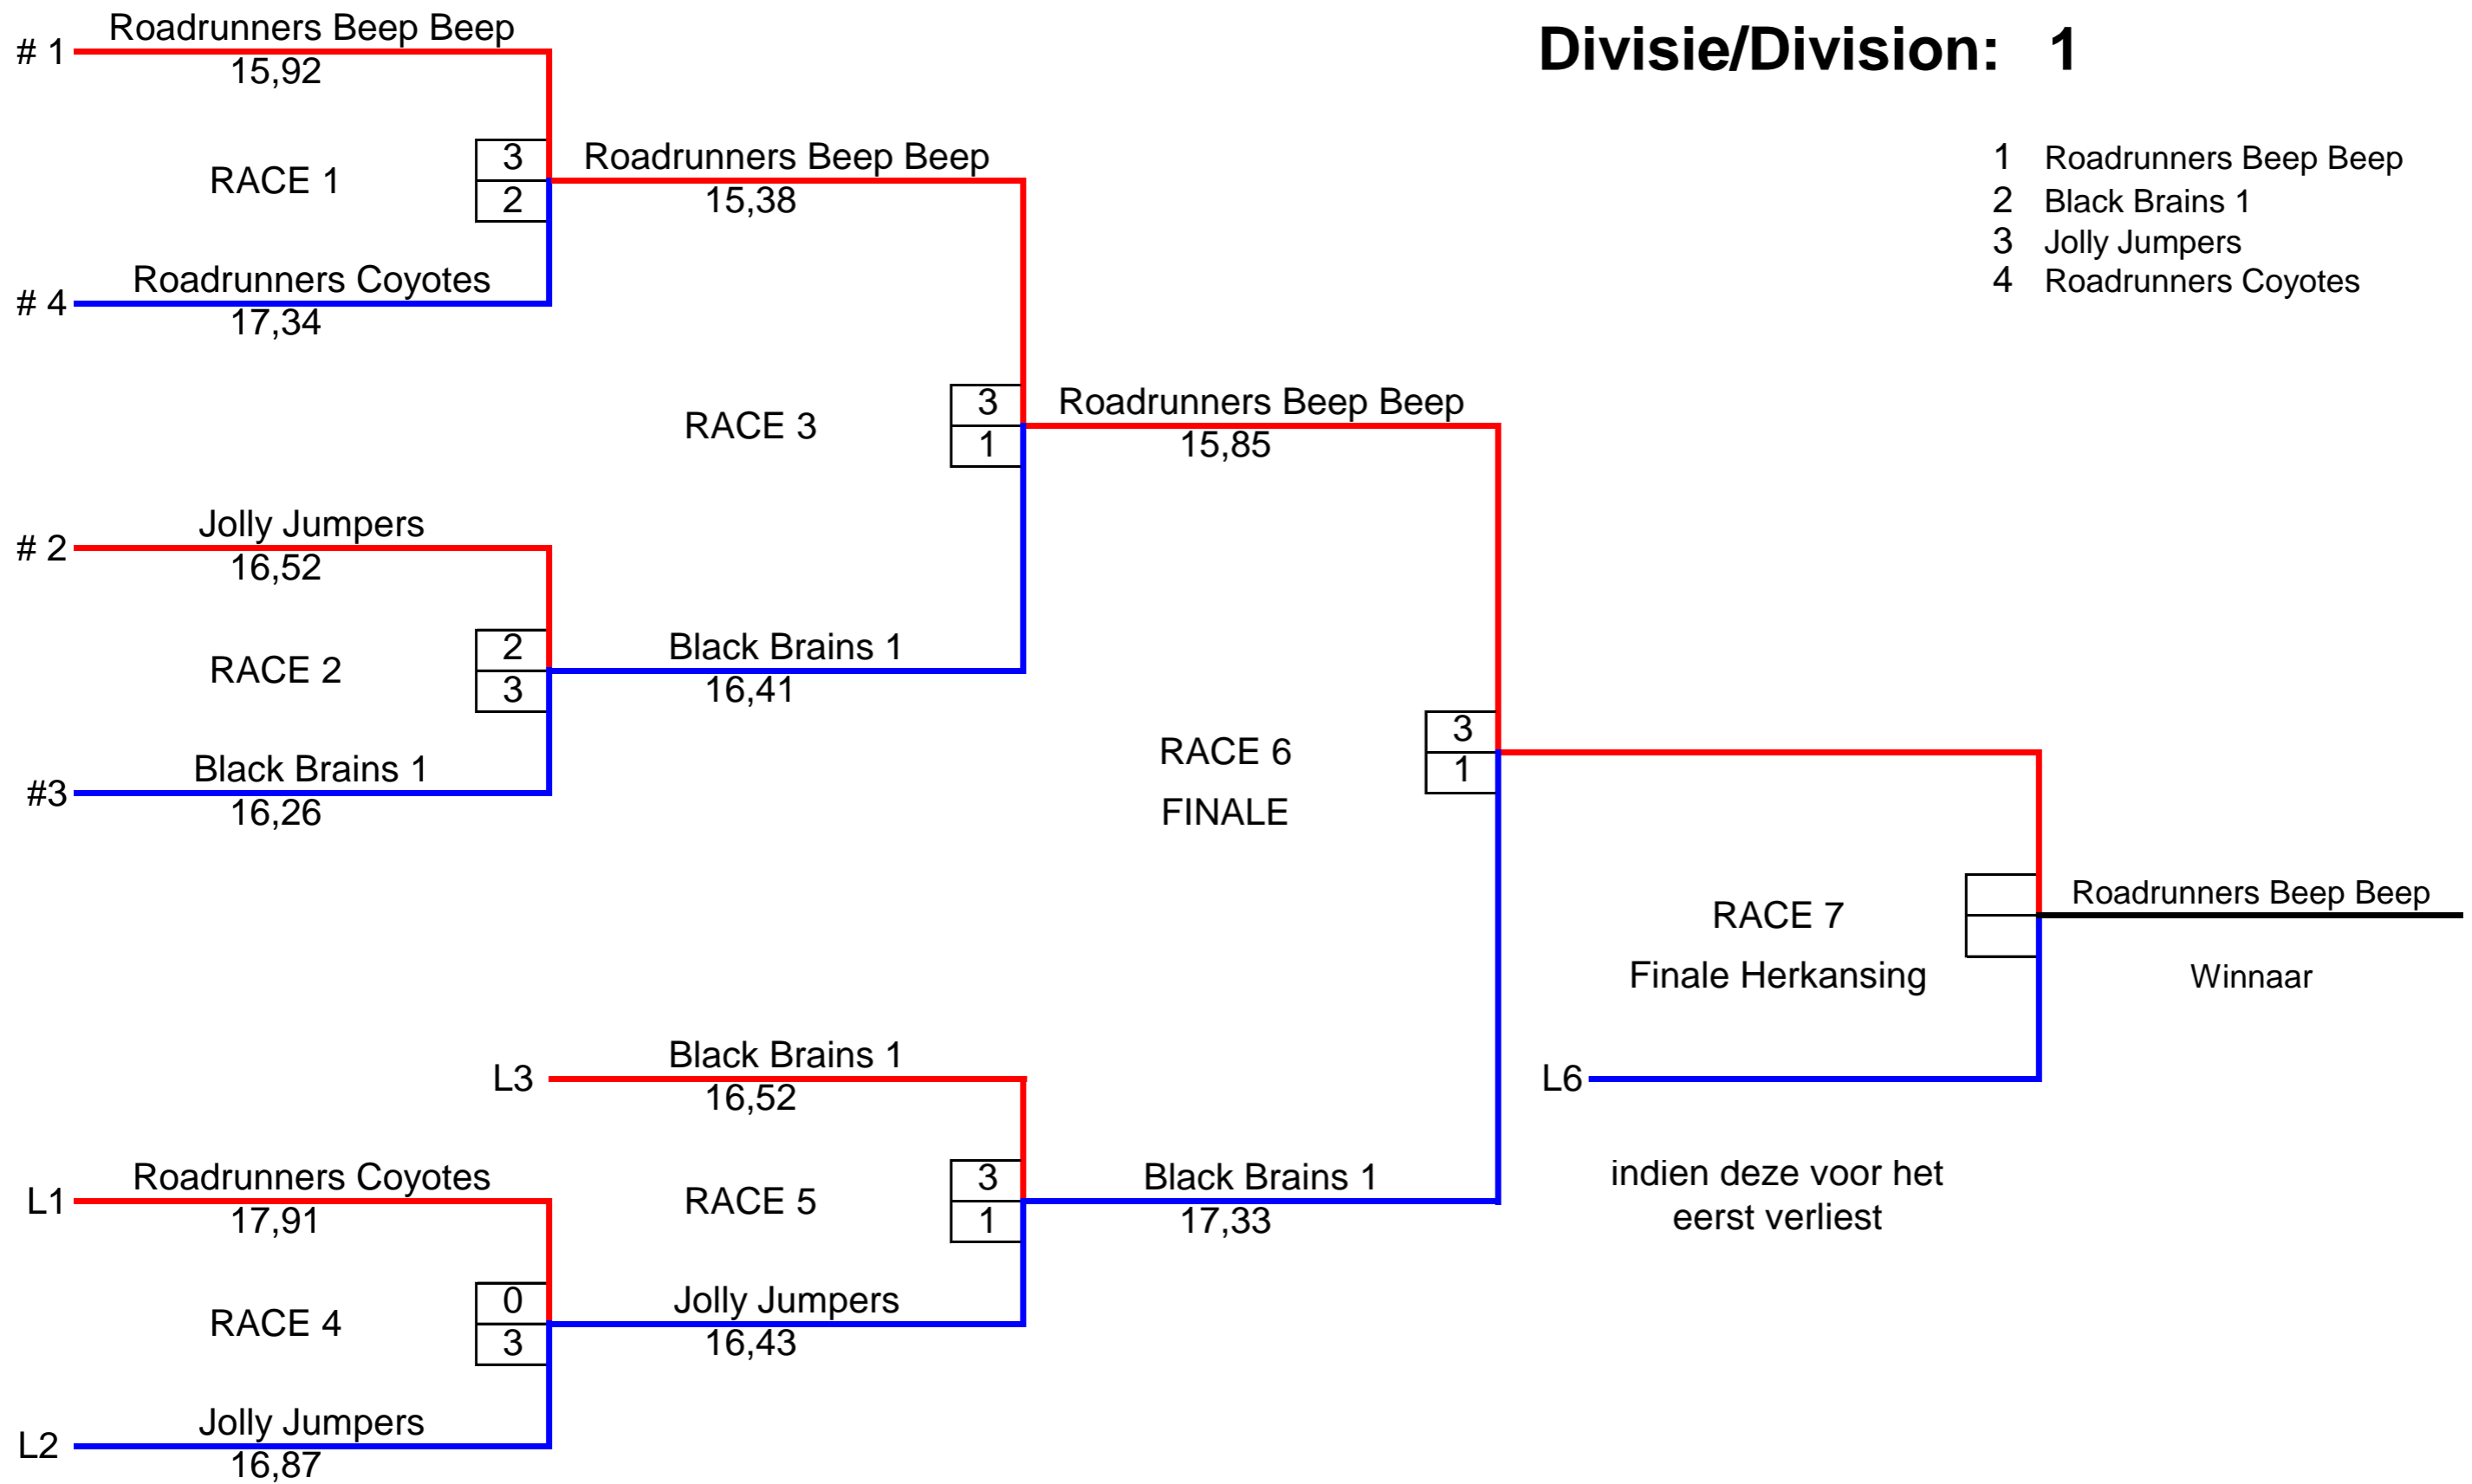 Divisie/Division: 1
1 Roadrunners Beep Beep
2 Black Brains 1
3 Jolly Jumpers
4 Roadrunners Coyotes
# 1
Roadrunners Beep Beep
15,92
RACE 1
3
2
# 4
Roadrunners Coyotes
17,34
# 2
Jolly Jumpers
16,52
RACE 2
2
3
#3
Black Brains 1
16,26
Roadrunners Beep Beep
15,38
RACE 3
3
1
Black Brains 1
16,41
L1
Roadrunners Coyotes
17,91
RACE 4
0
3
L2
Jolly Jumpers
16,87
L3
Black Brains 1
16,52
RACE 5
3
1
Jolly Jumpers
16,43
Roadrunners Beep Beep
15,85
RACE 6
FINALE
3
1
Black Brains 1
17,33
RACE 7
Finale Herkansing
L6
indien deze voor het
eerst verliest
Roadrunners Beep Beep
Winnaar